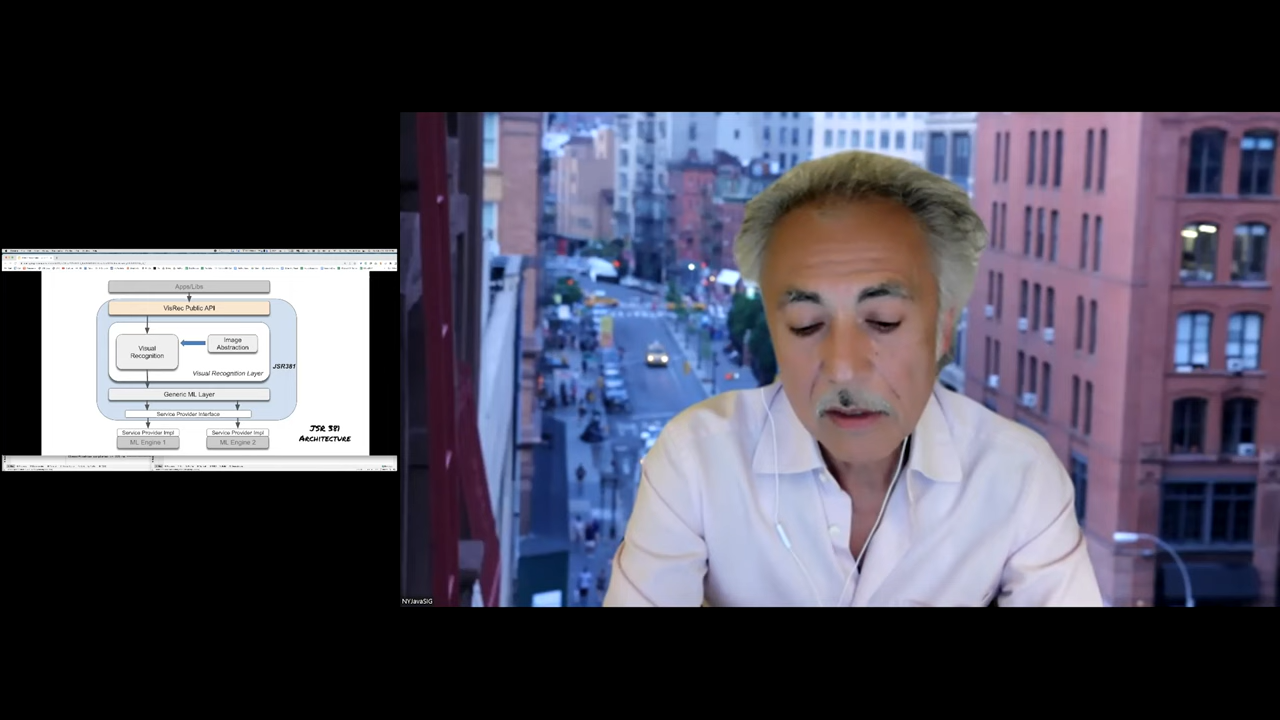 Apps/Libs
VisRec Public API
Visual
Recognition
Image
Abstraction
Visual Recognition Layer
JSR381
Generic ML Layer
Service Provider Interface
Service Provider Impl
Service Provider Impl
ML Engine 1
ML Engine 2
JSR 381
Architecture
NYJavaSIG